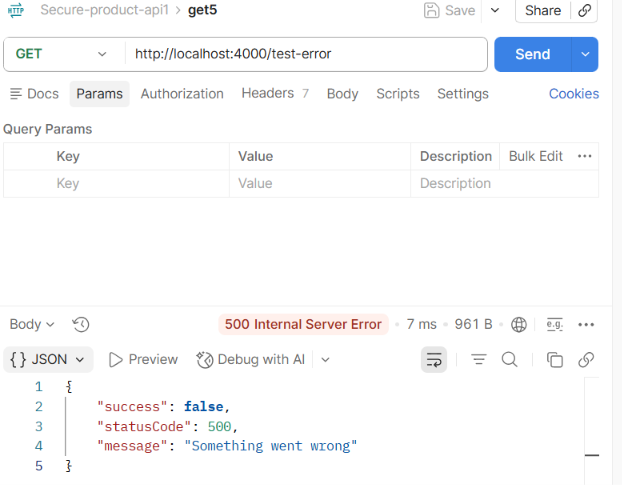 HTTP Secure-product-api1 > get5 Save Share
GET http://localhost:4000/test-error Send
Docs Params Authorization Headers 7 Body Scripts Settings Cookies
Query Params
Key Value Description Bulk Edit
Key Value Description
Body 500 Internal Server Error • 7 ms • 961 B e.g.
{} JSON Preview Debug with AI
1 {
2 "success": false,
3 "statusCode": 500,
4 "message": "Something went wrong"
5 }